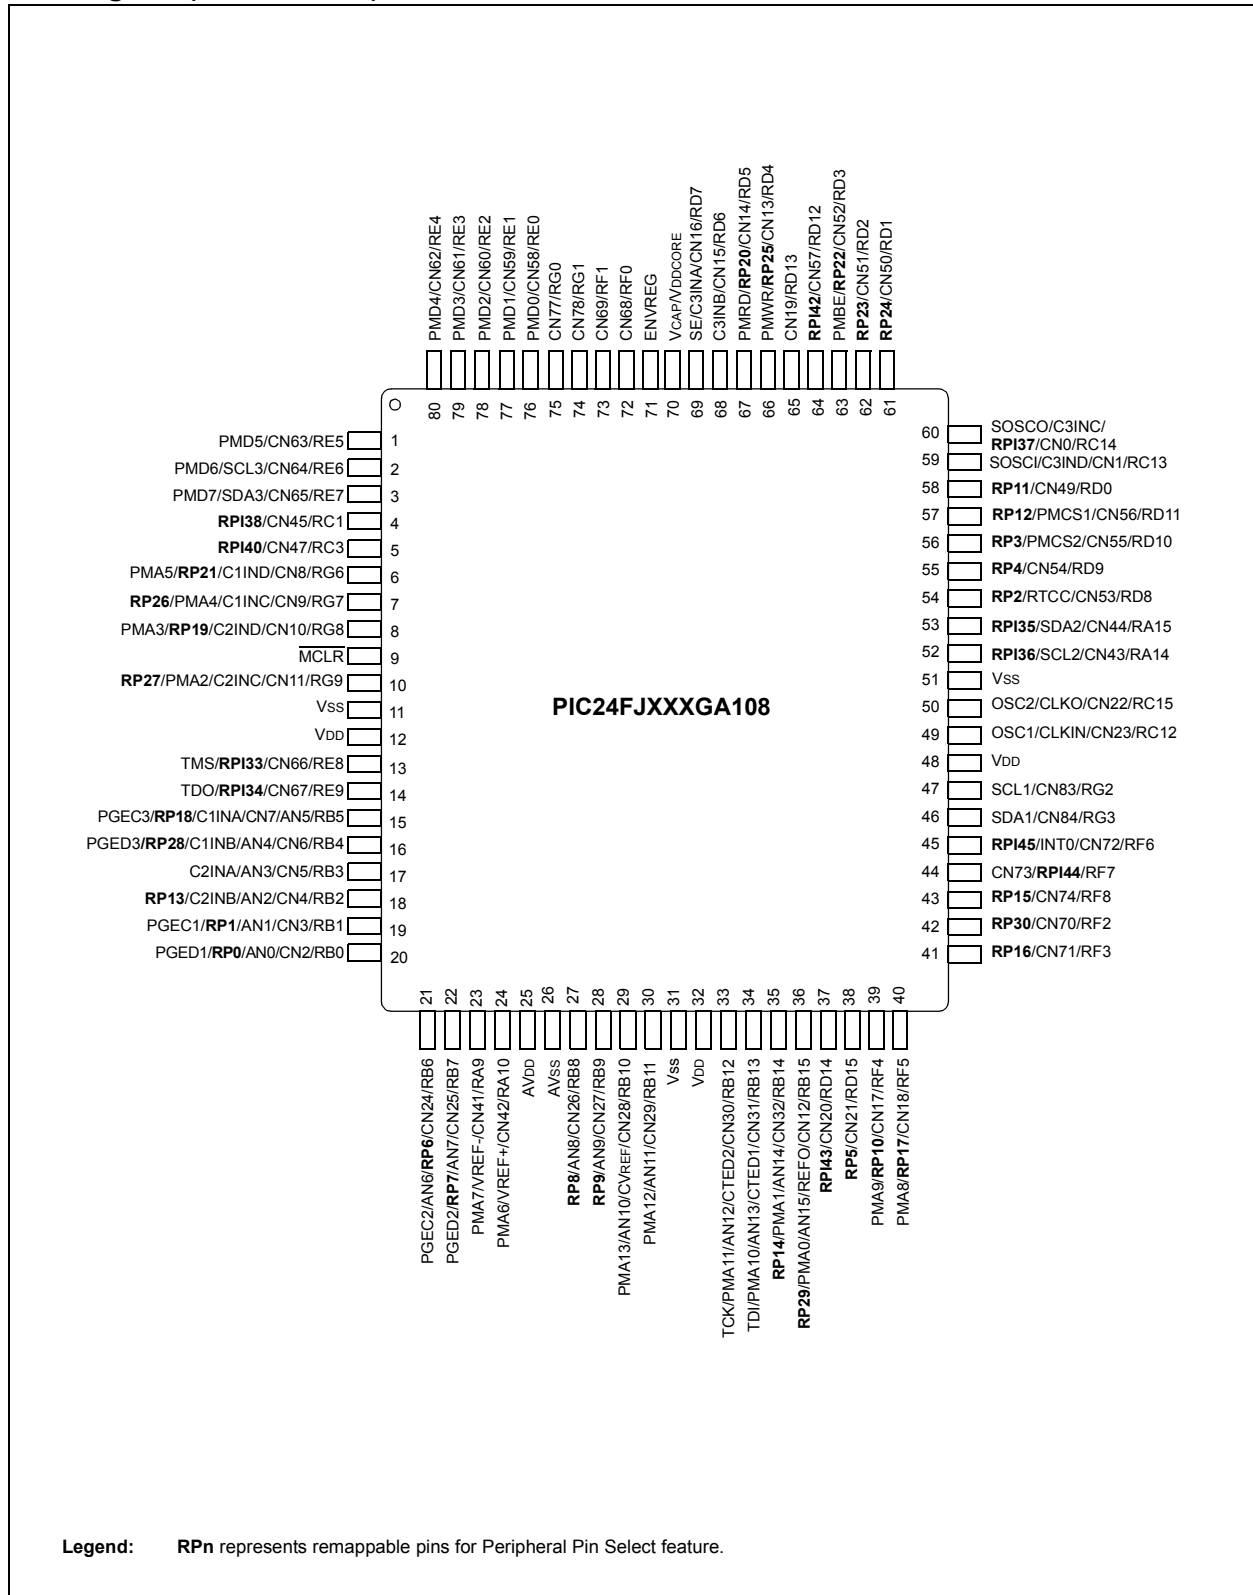 PMD4/CN62/RE4
PMD3/CN61/RE3
PMD2/CN60/RE2
PMD1/CN59/RE1
PMD0/CN58/RE0
CN77/RG0
CN78/RG1
CN69/RF1
CN68/RF0
ENVREG
VCAP/VDDCORE
SE/C3INA/CN16/RD7
C3INB/CN15/RD6
PMRD/RP20/CN14/RD5
PMWR/RP25/CN13/RD4
CN19/RD13
RPI42/CN57/RD12
PMBE/RP22/CN52/RD3
RP23/CN51/RD2
RP24/CN50/RD1
80 79 78 77 76 75 74 73 72 71 70 69 68 67 66 65 64 63 62 61
PMD5/CN63/RE5 1
PMD6/SCL3/CN64/RE6 2
PMD7/SDA3/CN65/RE7 3
RPI38/CN45/RC1 4
RPI40/CN47/RC3 5
PMA5/RP21/C1IND/CN8/RG6 6
RP26/PMA4/C1INC/CN9/RG7 7
PMA3/RP19/C2IND/CN10/RG8 8
MCLR 9
RP27/PMA2/C2INC/CN11/RG9 10
VSS 11
VDD 12
TMS/RPI33/CN66/RE8 13
TDO/RPI34/CN67/RE9 14
PGEC3/RP18/C1INA/CN7/AN5/RB5 15
PGED3/RP28/C1INB/AN4/CN6/RB4 16
C2INA/AN3/CN5/RB3 17
RP13/C2INB/AN2/CN4/RB2 18
PGEC1/RP1/AN1/CN3/RB1 19
PGED1/RP0/AN0/CN2/RB0 20
PIC24FJXXXGA108
60 SOSCO/C3INC/
RPI37/CN0/RC14
59 SOSCI/C3IND/CN1/RC13
58 RP11/CN49/RD0
57 RP12/PMCS1/CN56/RD11
56 RP3/PMCS2/CN55/RD10
55 RP4/CN54/RD9
54 RP2/RTCC/CN53/RD8
53 RPI35/SDA2/CN44/RA15
52 RPI36/SCL2/CN43/RA14
51 VSS
50 OSC2/CLKO/CN22/RC15
49 OSC1/CLKIN/CN23/RC12
48 VDD
47 SCL1/CN83/RG2
46 SDA1/CN84/RG3
45 RPI45/INT0/CN72/RF6
44 CN73/RPI44/RF7
43 RP15/CN74/RF8
42 RP30/CN70/RF2
41 RP16/CN71/RF3
21 22 23 24 25 26 27 28 29 30 31 32 33 34 35 36 37 38 39 40
PGEC2/AN6/RP6/CN24/RB6
PGED2/RP7/AN7/CN25/RB7
PMA7/VREF-/CN41/RA9
PMA6/VREF+/CN42/RA10
AVDD
AVSS
RP8/AN8/CN26/RB8
RP9/AN9/CN27/RB9
PMA13/AN10/CVREF/CN28/RB10
PMA12/AN11/CN29/RB11
Vss
VDD
TCK/PMA11/AN12/CTED2/CN30/RB12
TDI/PMA10/AN13/CTED1/CN31/RB13
RP14/PMA1/AN14/CN32/RB14
RP29/PMA0/AN15/REFO/CN12/RB15
RPI43/CN20/RD14
RP5/CN21/RD15
PMA9/RP10/CN17/RF4
PMA8/RP17/CN18/RF5
Legend: RPn represents remappable pins for Peripheral Pin Select feature.